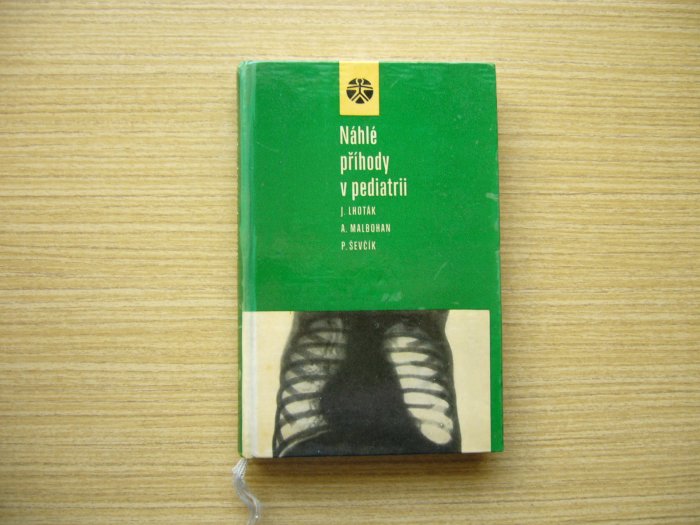 Náhlé
příhody
v pediatrii
J. LHOTÁK
A. MALBOHAN
P. ŠEVČÍK